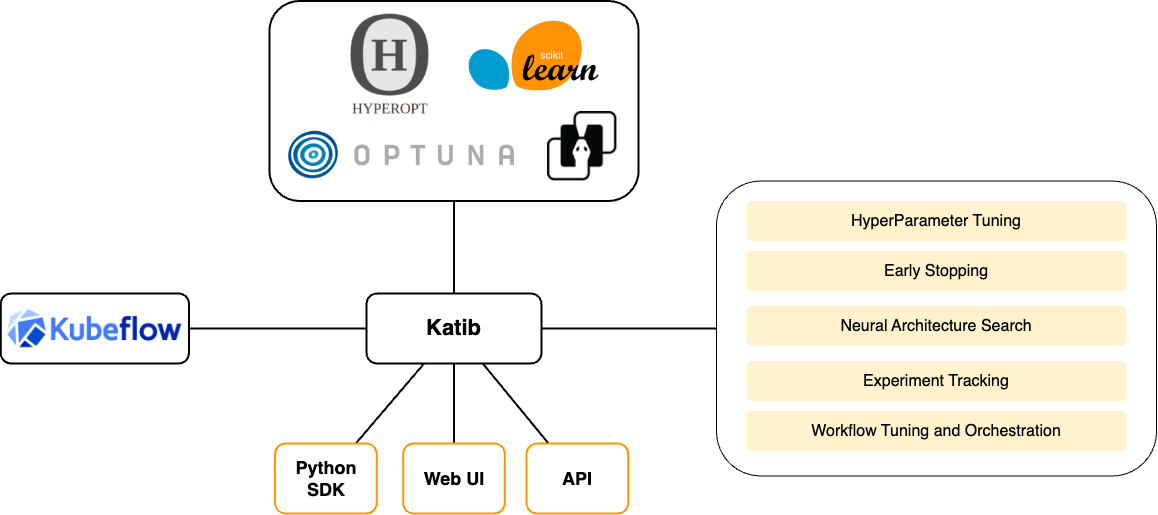 H
HYPEROPT
scikit
learn
OPTUNA
Kubeflow
Katib
HyperParameter Tuning
Early Stopping
Neural Architecture Search
Experiment Tracking
Workflow Tuning and Orchestration
Python
SDK
Web UI
API